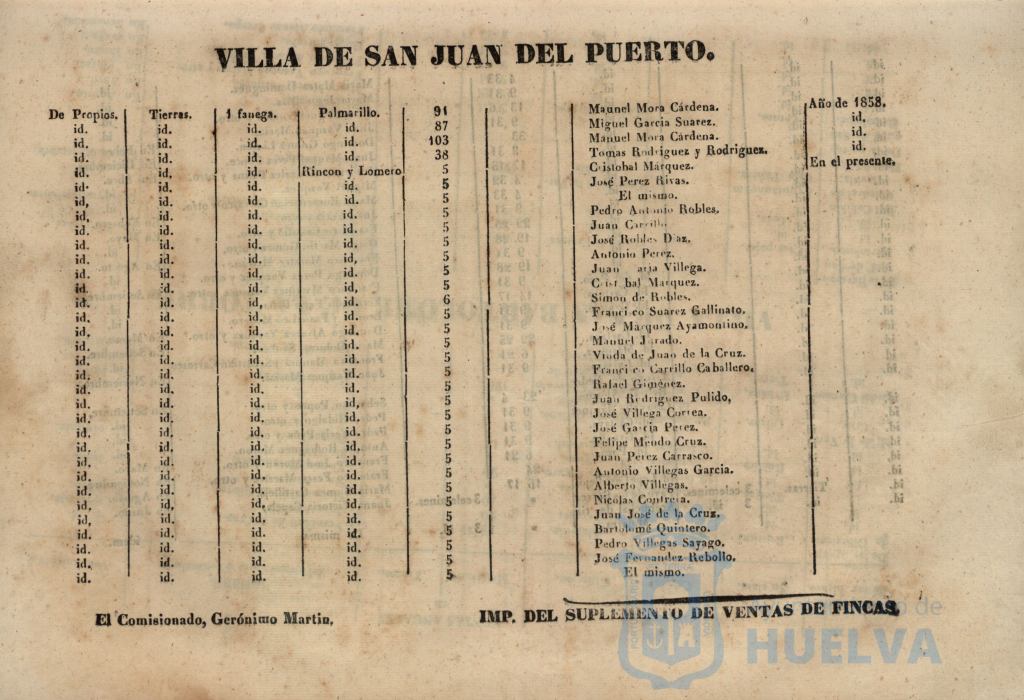 VILLA DE SAN JUAN DEL PUERTO.
De Propios. Tierras. 1 fanega. Palmarillo. 91 Manuel Mora Cárdena. Año de 1858.
id. id. id. id. 87 Miguel Garcia Suarez. id.
id. id. id. id. 103 Manuel Mora Cárdena. id.
id. id. id. id. 38 Tomas Rodriguez y Rodriguez. id.
id. id. id. Rincon y Lomero 5 Cristobal Márquez. En el presente.
id. id. id. id. 5 José Perez Rivas.
id, id. id. id. 5 El mismo.
id, id. id. id. 5 Pedro Antonio Robles,
id. id. id. id. 5 Juan Carrillo
id. id. id. id. 5 José Robles Diaz.
id. id. id. id, 5 Antonio Perez.
id. id. id. id. 5 Juan aria Villega.
id. id. id. id, 5 Crist bal Marquez.
id. id. id, id. 6 Simon de Robles.
id. id. id. id. 5 Franci co Suarez Gallinato.
id. id. id. id. 5 José Marquez Ayamontino.
id. id. id. id. 5 Manuel Jurado.
id. id. id. id. 5 Viuda de Juan de la Cruz.
id. id. id. id. 5 Franci co Carrillo Caballero.
id. id. id. id. 5 Rafael Gimenez.
id. id. id. id, 5 Juan Rodriguez Pulido,
id. id. id. id. 5 José Villega Correa.
id. id. id. id. 5 José Garcia Perez.
id. id. id, id. 5 Felipe Mendo Cruz.
id. id. id. id. 5 Juan Perez Carrasco.
id. id. id. id. 5 Antonio Villegas Garcia.
id. id. id. id. 5 Alberto Villegas.
id. id. id. id. 5 Nicolas Contrera.
id, id. id. id. 5 Juan José de la Cruz.
id. id. id. id. 5 Bartolomé Quintero.
id. id. id. id. 5 Pedro Villegas Sayago.
id. id. id. id. 5 José Fernandez Rebollo.
id. id. id. id. 5 El mismo.
El Comisionado, Gerónimo Martin,
IMP. DEL SUPLEMENTO DE VENTAS DE FINCAS,
de
HUELVA